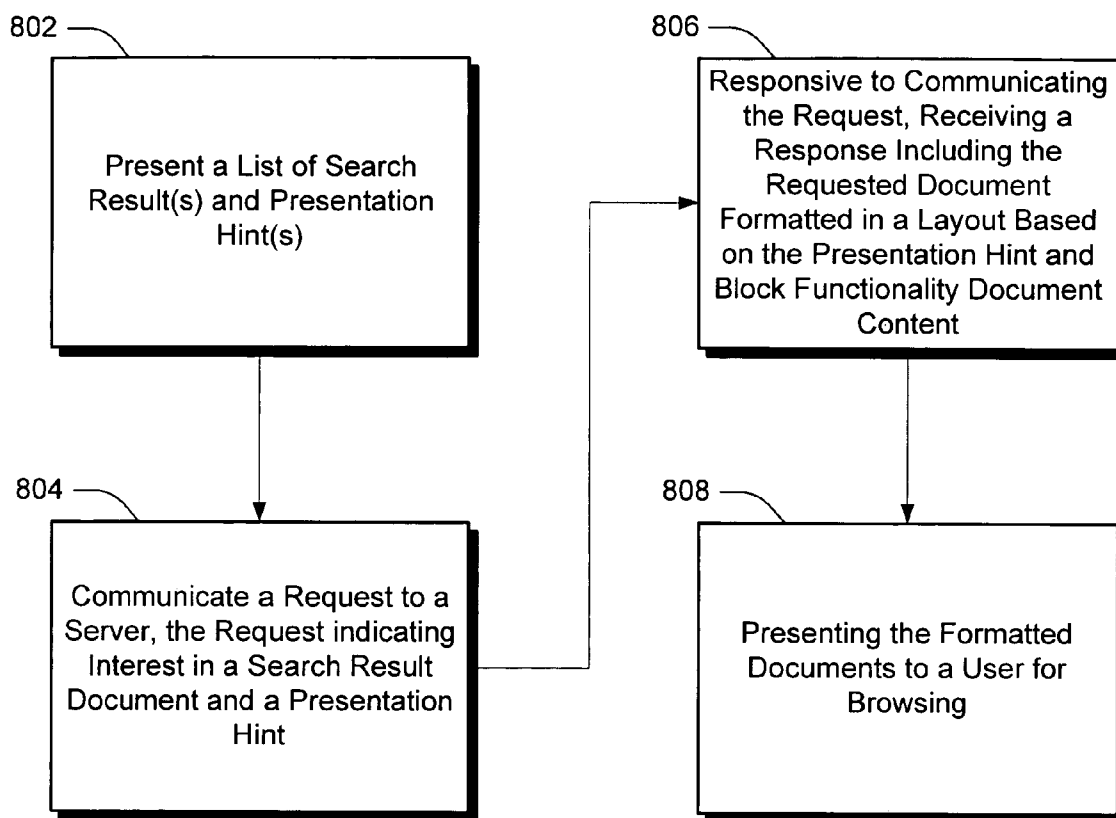 802
Present a List of Search
Result(s) and Presentation
Hint(s)
804
Communicate a Request to a
Server, the Request indicating
Interest in a Search Result
Document and a Presentation
Hint
806
Responsive to Communicating
the Request, Receiving a
Response Including the
Requested Document
Formatted in a Layout Based
on the Presentation Hint and
Block Functionality Document
Content
808
Presenting the Formatted
Documents to a User for
Browsing